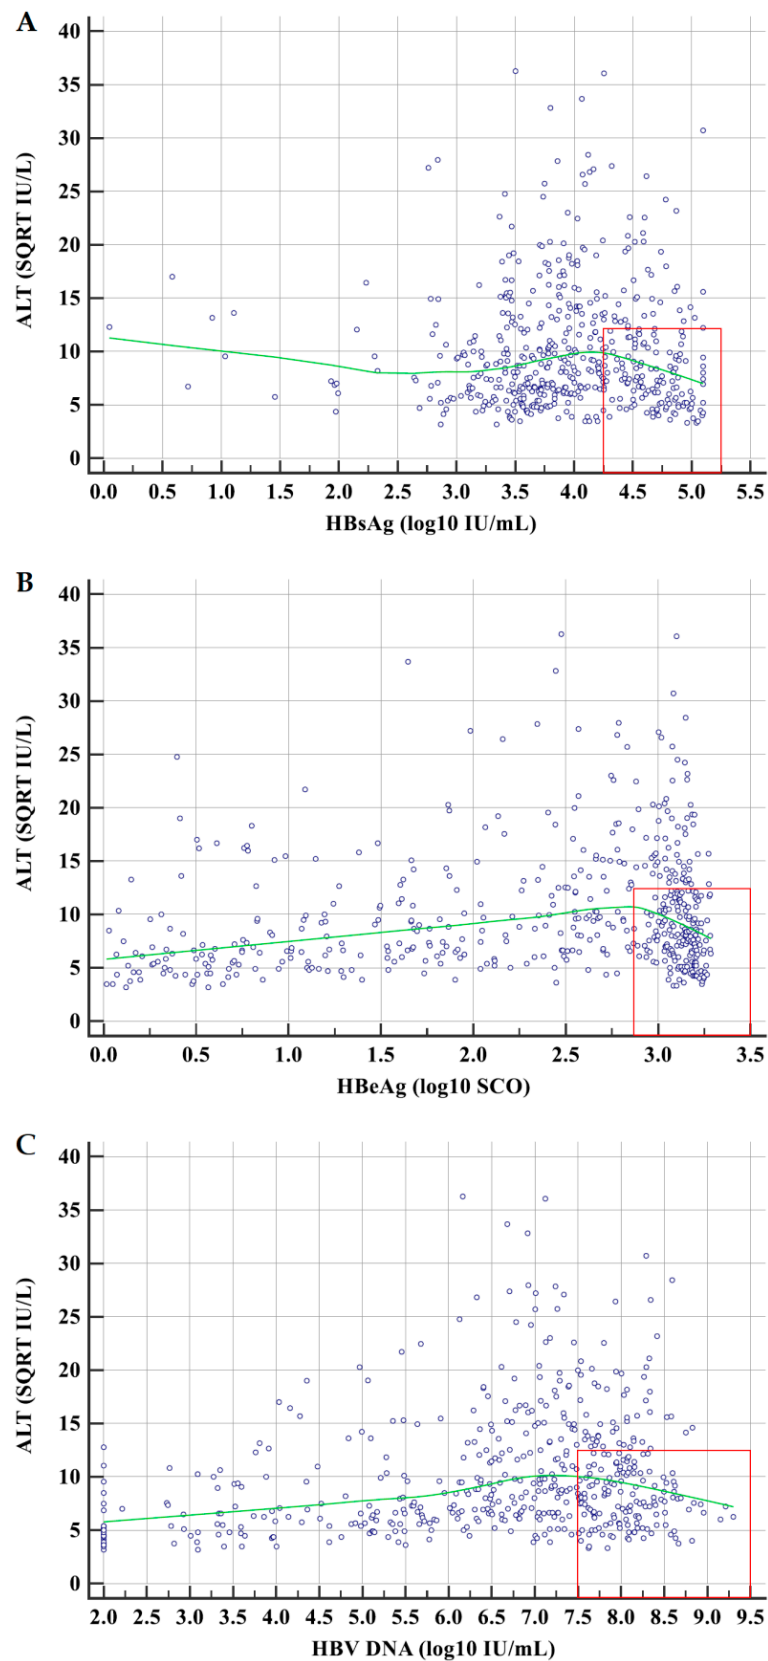 A
ALT (SQRT IU/L)
40
35
30
25
20
15
10
5
0
0.0 0.5 1.0 1.5 2.0 2.5 3.0 3.5 4.0 4.5 5.0 5.5
HBsAg (log10 IU/mL)
B
ALT (SQRT IU/L)
40
35
30
25
20
15
10
5
0
0.0 0.5 1.0 1.5 2.0 2.5 3.0 3.5
HBeAg (log10 SCO)
C
ALT (SQRT IU/L)
40
35
30
25
20
15
10
5
0
2.0 2.5 3.0 3.5 4.0 4.5 5.0 5.5 6.0 6.5 7.0 7.5 8.0 8.5 9.0 9.5
HBV DNA (log10 IU/mL)